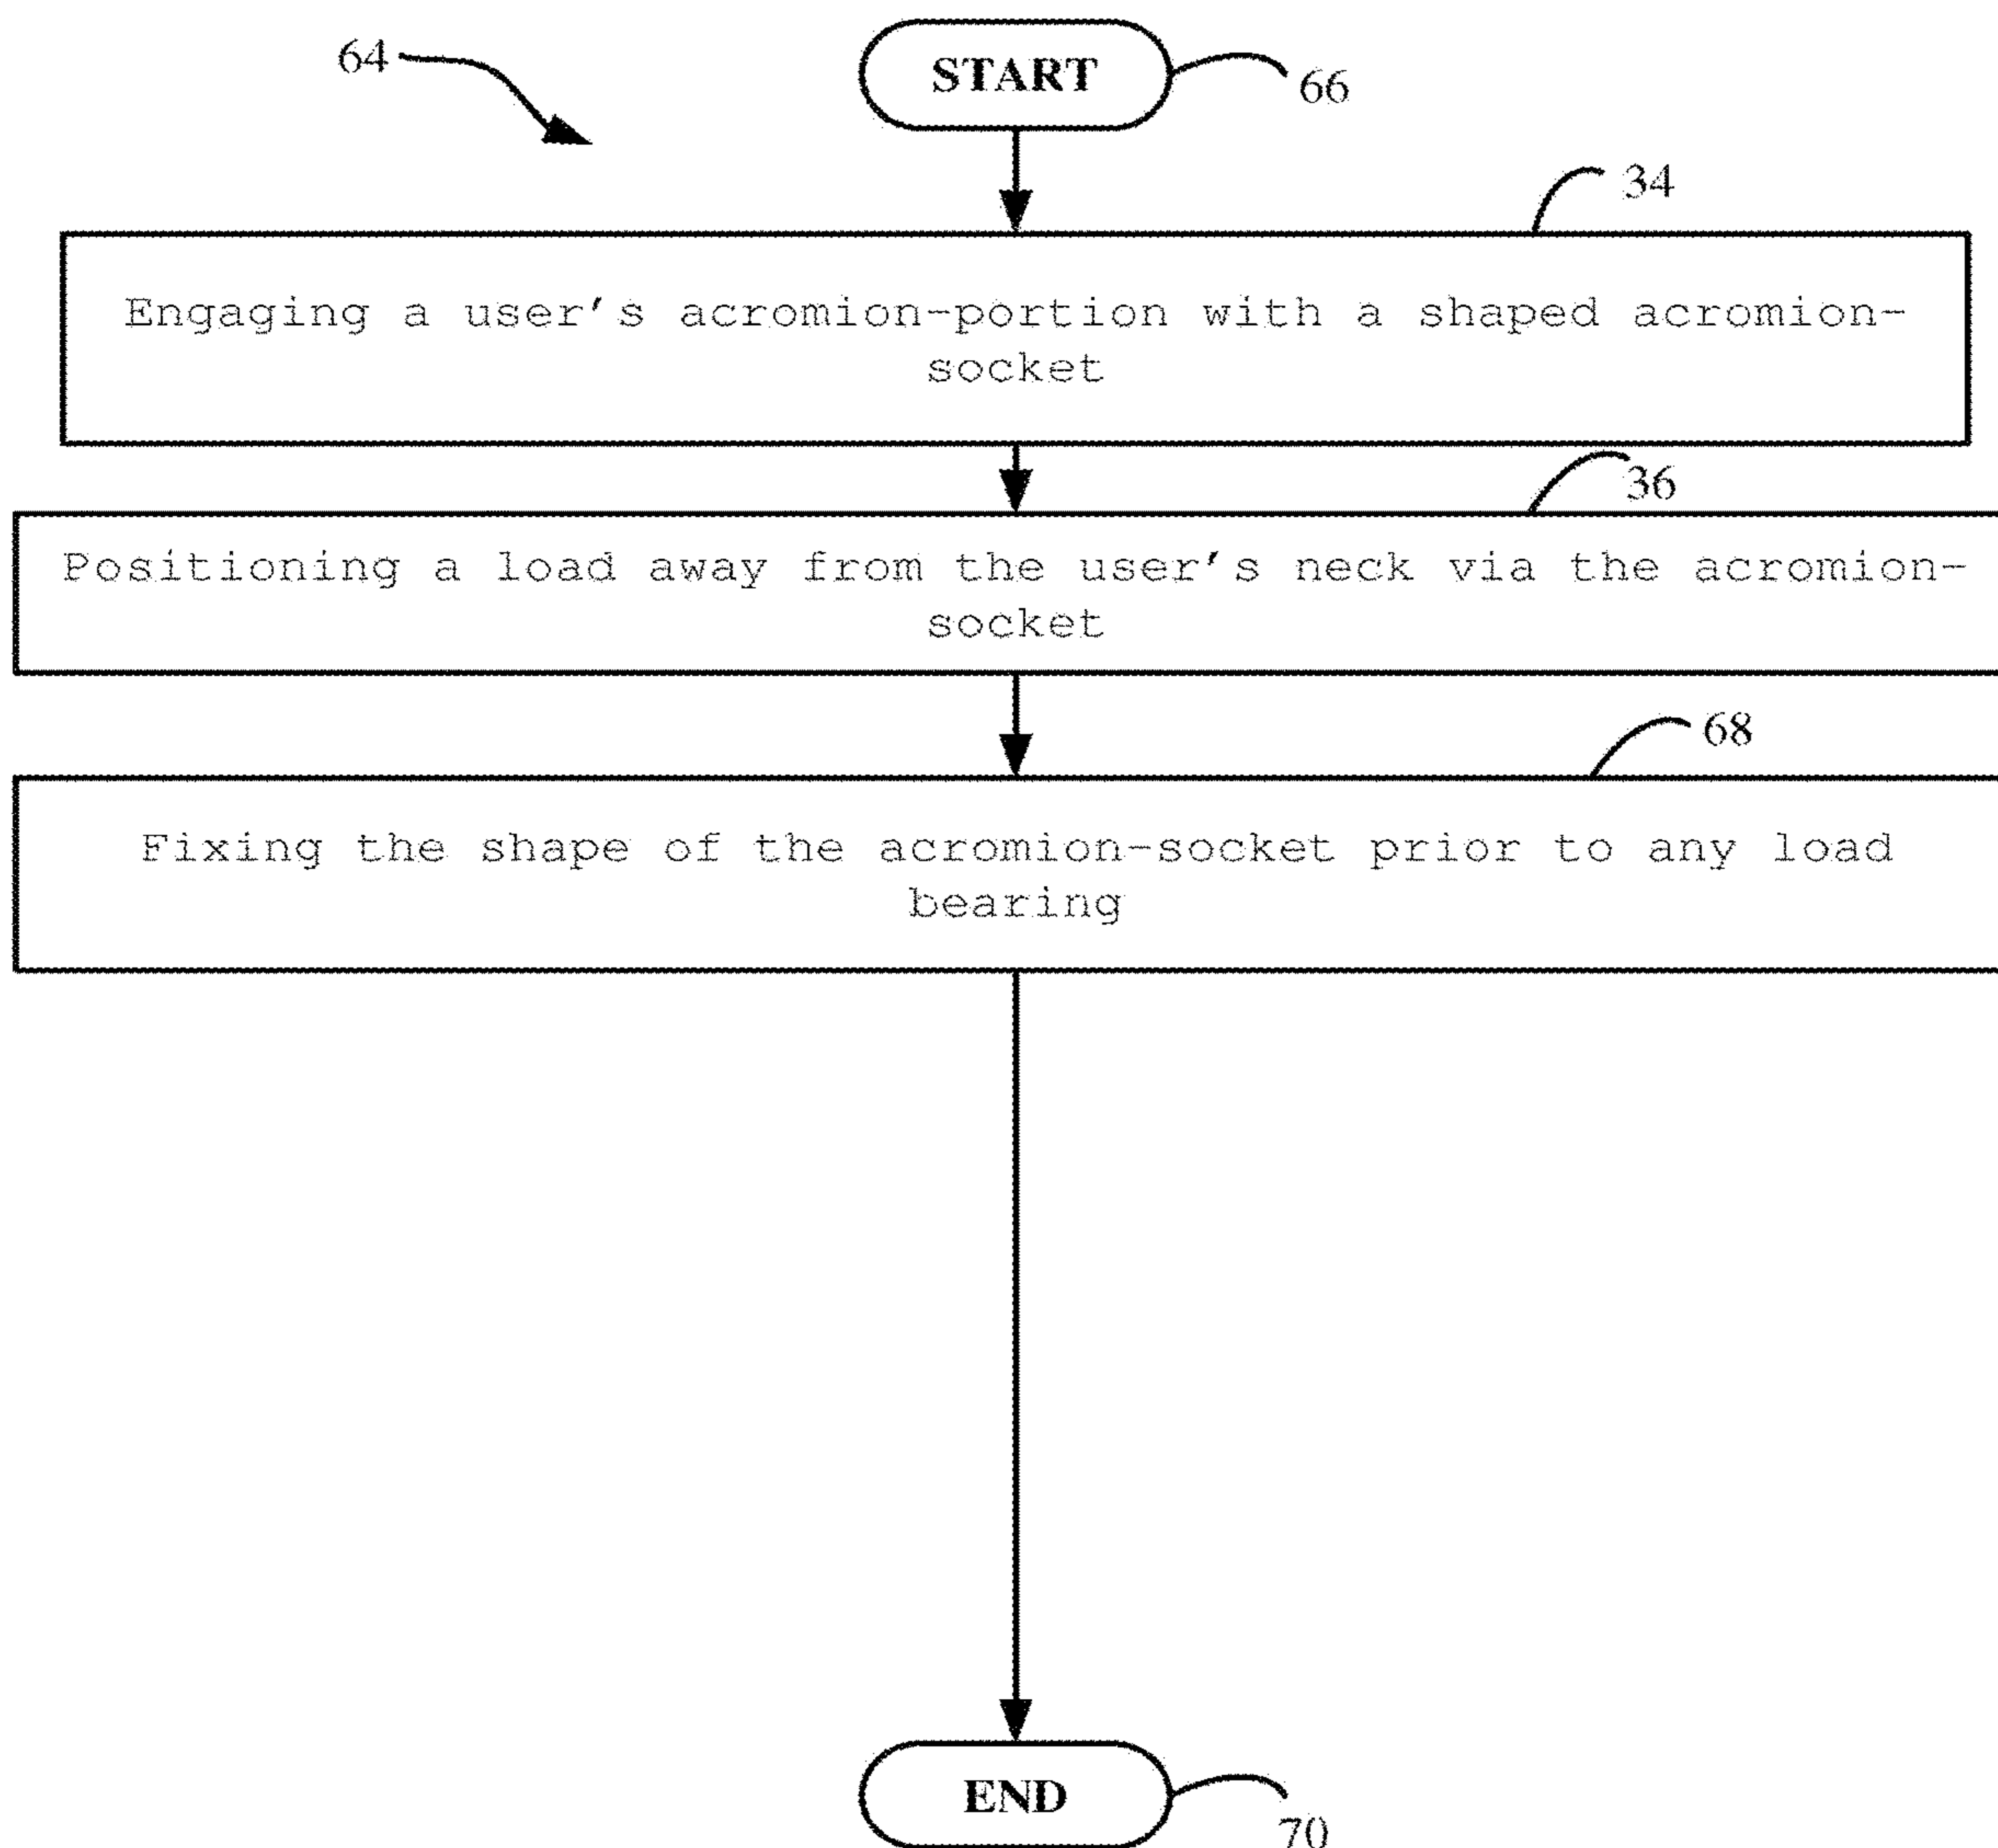 64
START
66
34
Engaging a user's acromion-portion with a shaped acromion-
socket
36
Positioning a load away from the user's neck via the acromion-
socket
68
Fixing the shape of the acromion-socket prior to any load
bearing
END
70